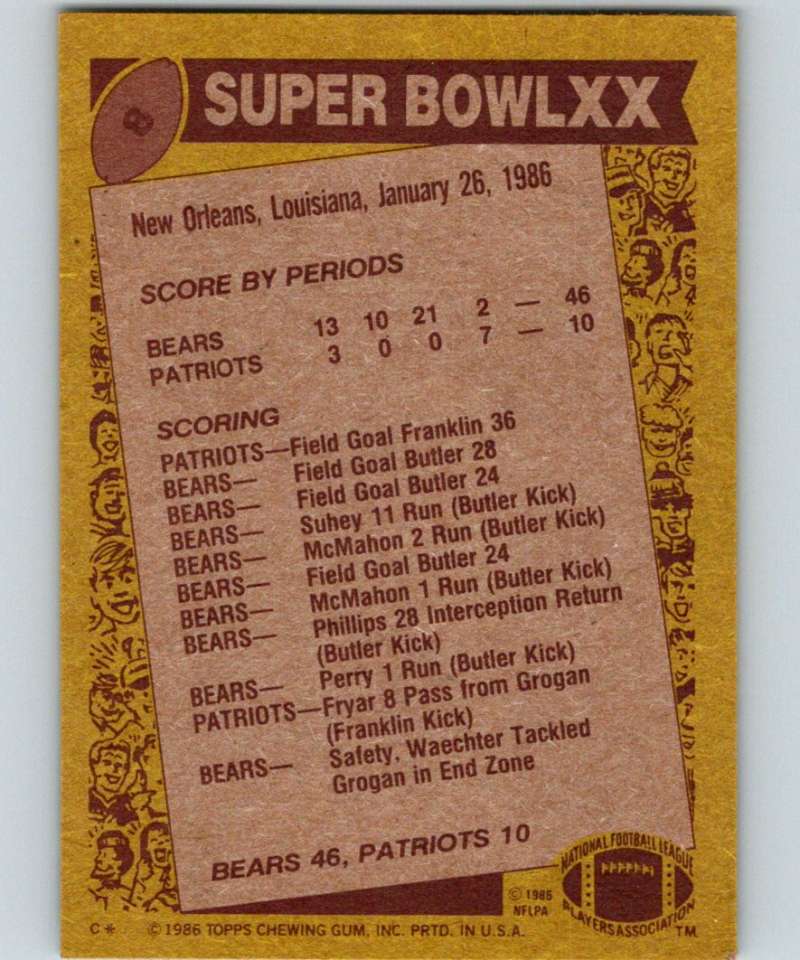 8
SUPER BOWL XX
New Orleans, Louisiana, January 26, 1986
SCORE BY PERIODS
BEARS 13 10 21 2 — 46
PATRIOTS 3 0 0 7 — 10
SCORING
PATRIOTS—Field Goal Franklin 36
BEARS— Field Goal Butler 28
BEARS— Field Goal Butler 24
BEARS— Suhey 11 Run (Butler Kick)
BEARS— McMahon 2 Run (Butler Kick)
BEARS— Field Goal Butler 24
BEARS— McMahon 1 Run (Butler Kick)
BEARS— Phillips 28 Interception Return
(Butler Kick)
BEARS— Perry 1 Run (Butler Kick)
PATRIOTS—Fryar 8 Pass from Grogan
(Franklin Kick)
BEARS— Safety, Waechter Tackled
Grogan in End Zone
BEARS 46, PATRIOTS 10
NATIONAL FOOTBALL LEAGUE
PLAYERS ASSOCIATION TM
© 1985
NFLPA
C* © 1986 TOPPS CHEWING GUM, INC. PRTD. IN U.S.A.